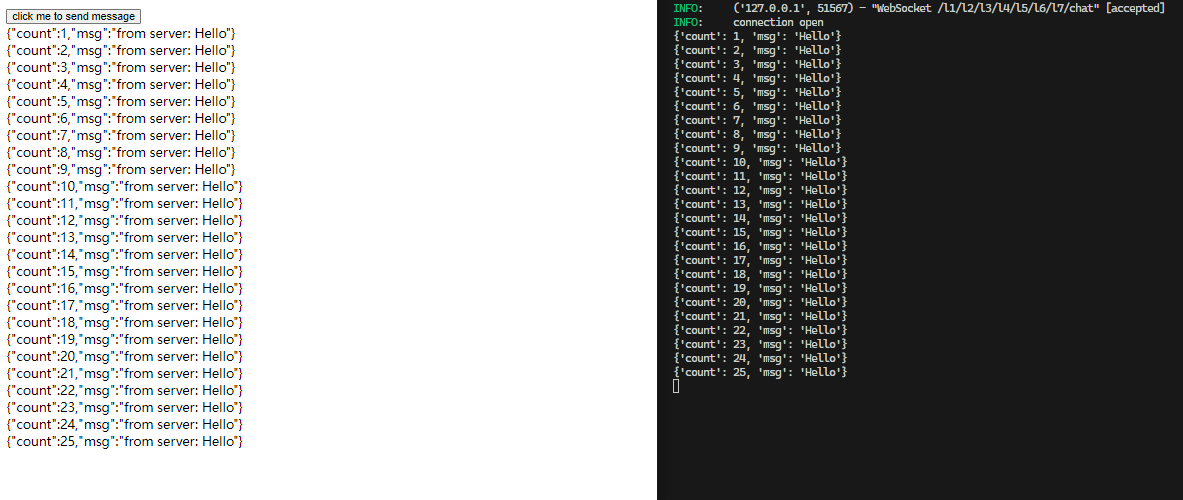 click me to send message
{"count":1,"msg":"from server: Hello"}
{"count":2,"msg":"from server: Hello"}
{"count":3,"msg":"from server: Hello"}
{"count":4,"msg":"from server: Hello"}
{"count":5,"msg":"from server: Hello"}
{"count":6,"msg":"from server: Hello"}
{"count":7,"msg":"from server: Hello"}
{"count":8,"msg":"from server: Hello"}
{"count":9,"msg":"from server: Hello"}
{"count":10,"msg":"from server: Hello"}
{"count":11,"msg":"from server: Hello"}
{"count":12,"msg":"from server: Hello"}
{"count":13,"msg":"from server: Hello"}
{"count":14,"msg":"from server: Hello"}
{"count":15,"msg":"from server: Hello"}
{"count":16,"msg":"from server: Hello"}
{"count":17,"msg":"from server: Hello"}
{"count":18,"msg":"from server: Hello"}
{"count":19,"msg":"from server: Hello"}
{"count":20,"msg":"from server: Hello"}
{"count":21,"msg":"from server: Hello"}
{"count":22,"msg":"from server: Hello"}
{"count":23,"msg":"from server: Hello"}
{"count":24,"msg":"from server: Hello"}
{"count":25,"msg":"from server: Hello"}
INFO:     ('127.0.0.1', 51567) - "WebSocket /l1/l2/l3/l4/l5/l6/l7/chat" [accepted]
INFO:     connection open
{'count': 1, 'msg': 'Hello'}
{'count': 2, 'msg': 'Hello'}
{'count': 3, 'msg': 'Hello'}
{'count': 4, 'msg': 'Hello'}
{'count': 5, 'msg': 'Hello'}
{'count': 6, 'msg': 'Hello'}
{'count': 7, 'msg': 'Hello'}
{'count': 8, 'msg': 'Hello'}
{'count': 9, 'msg': 'Hello'}
{'count': 10, 'msg': 'Hello'}
{'count': 11, 'msg': 'Hello'}
{'count': 12, 'msg': 'Hello'}
{'count': 13, 'msg': 'Hello'}
{'count': 14, 'msg': 'Hello'}
{'count': 15, 'msg': 'Hello'}
{'count': 16, 'msg': 'Hello'}
{'count': 17, 'msg': 'Hello'}
{'count': 18, 'msg': 'Hello'}
{'count': 19, 'msg': 'Hello'}
{'count': 20, 'msg': 'Hello'}
{'count': 21, 'msg': 'Hello'}
{'count': 22, 'msg': 'Hello'}
{'count': 23, 'msg': 'Hello'}
{'count': 24, 'msg': 'Hello'}
{'count': 25, 'msg': 'Hello'}